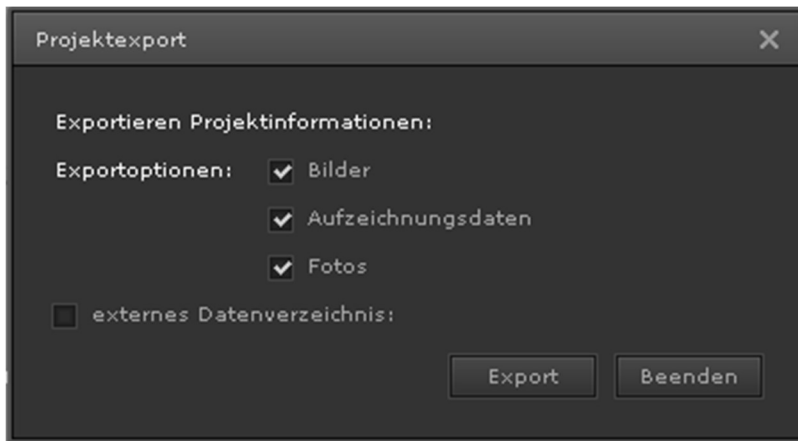 Projektexport
Exportieren Projektinformationen:
Exportoptionen: Bilder
Aufzeichnungsdaten
Fotos
externes Datenverzeichnis:
Export Beenden